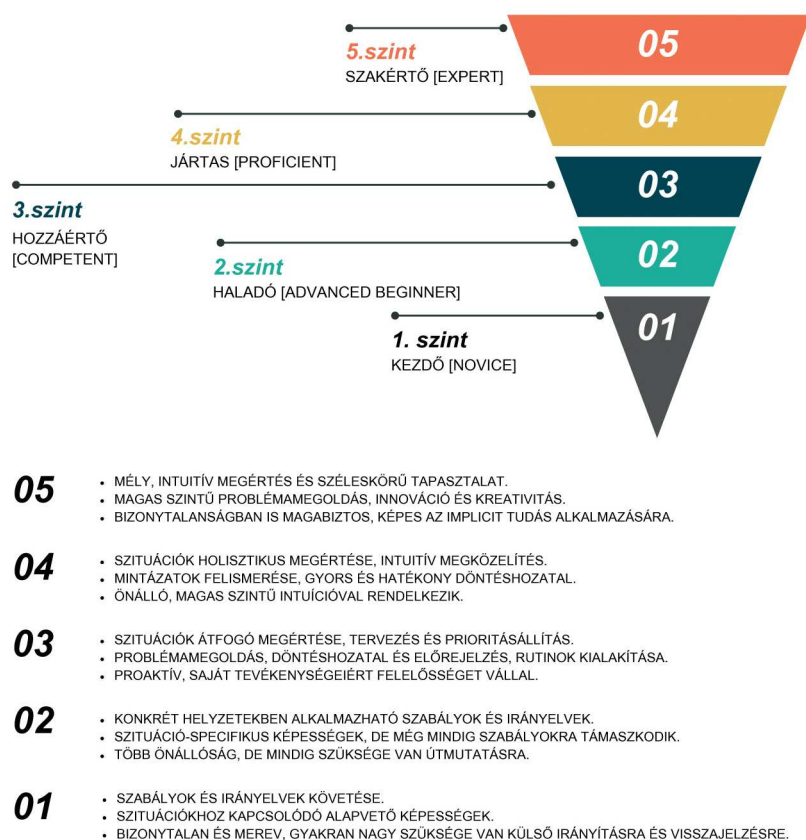 05
5.szint
SZAKÉRTŐ [EXPERT]
04
4.szint
JÁRTAS [PROFICIENT]
03
3.szint
HOZZÁÉRTŐ
[COMPETENT]
02
2.szint
HALADÓ [ADVANCED BEGINNER]
01
1. szint
KEZDŐ [NOVICE]
05
• MÉLY, INTUITÍV MEGÉRTÉS ÉS SZÉLESKÖRŰ TAPASZTALAT.
• MAGAS SZINTŰ PROBLÉMAMEGOLDÁS, INNOVÁCIÓ ÉS KREATIVITÁS.
• BIZONYTALANSÁGBAN IS MAGABIZTOS, KÉPES AZ IMPLICIT TUDÁS ALKALMAZÁSÁRA.
04
• SZITUÁCIÓK HOLISZTIKUS MEGÉRTÉSE, INTUITÍV MEGKÖZELÍTÉS.
• MINTÁZATOK FELISMERÉSE, GYORS ÉS HATÉKONY DÖNTÉSHOZATAL.
• ÖNÁLLÓ, MAGAS SZINTŰ INTUÍCIÓVAL RENDELKEZIK.
03
• SZITUÁCIÓK ÁTFOGÓ MEGÉRTÉSE, TERVEZÉS ÉS PRIORITÁSÁLLÍTÁS.
• PROBLÉMAMEGOLDÁS, DÖNTÉSHOZATAL ÉS ELŐREJELZÉS, RUTINOK KIALAKÍTÁSA.
• PROAKTÍV, SAJÁT TEVÉKENYSÉGEIÉRT FELELŐSSÉGET VÁLLAL.
02
• KONKRÉT HELYZETEKBEN ALKALMAZHATÓ SZABÁLYOK ÉS IRÁNYELVEK.
• SZITUÁCIÓ-SPECIFIKUS KÉPESSÉGEK, DE MÉG MINDIG SZABÁLYOKRA TÁMASZKODIK.
• TÖBB ÖNÁLLÓSÁG, DE MINDIG SZÜKSÉGE VAN ÚTMUTATÁSRA.
01
• SZABÁLYOK ÉS IRÁNYELVEK KÖVETÉSE.
• SZITUÁCIÓKHOZ KAPCSOLÓDÓ ALAPVETŐ KÉPESSÉGEK.
• BIZONYTALAN ÉS MEREV, GYAKRAN NAGY SZÜKSÉGE VAN KÜLSŐ IRÁNYÍTÁSRA ÉS VISSZAJELZÉSRE.